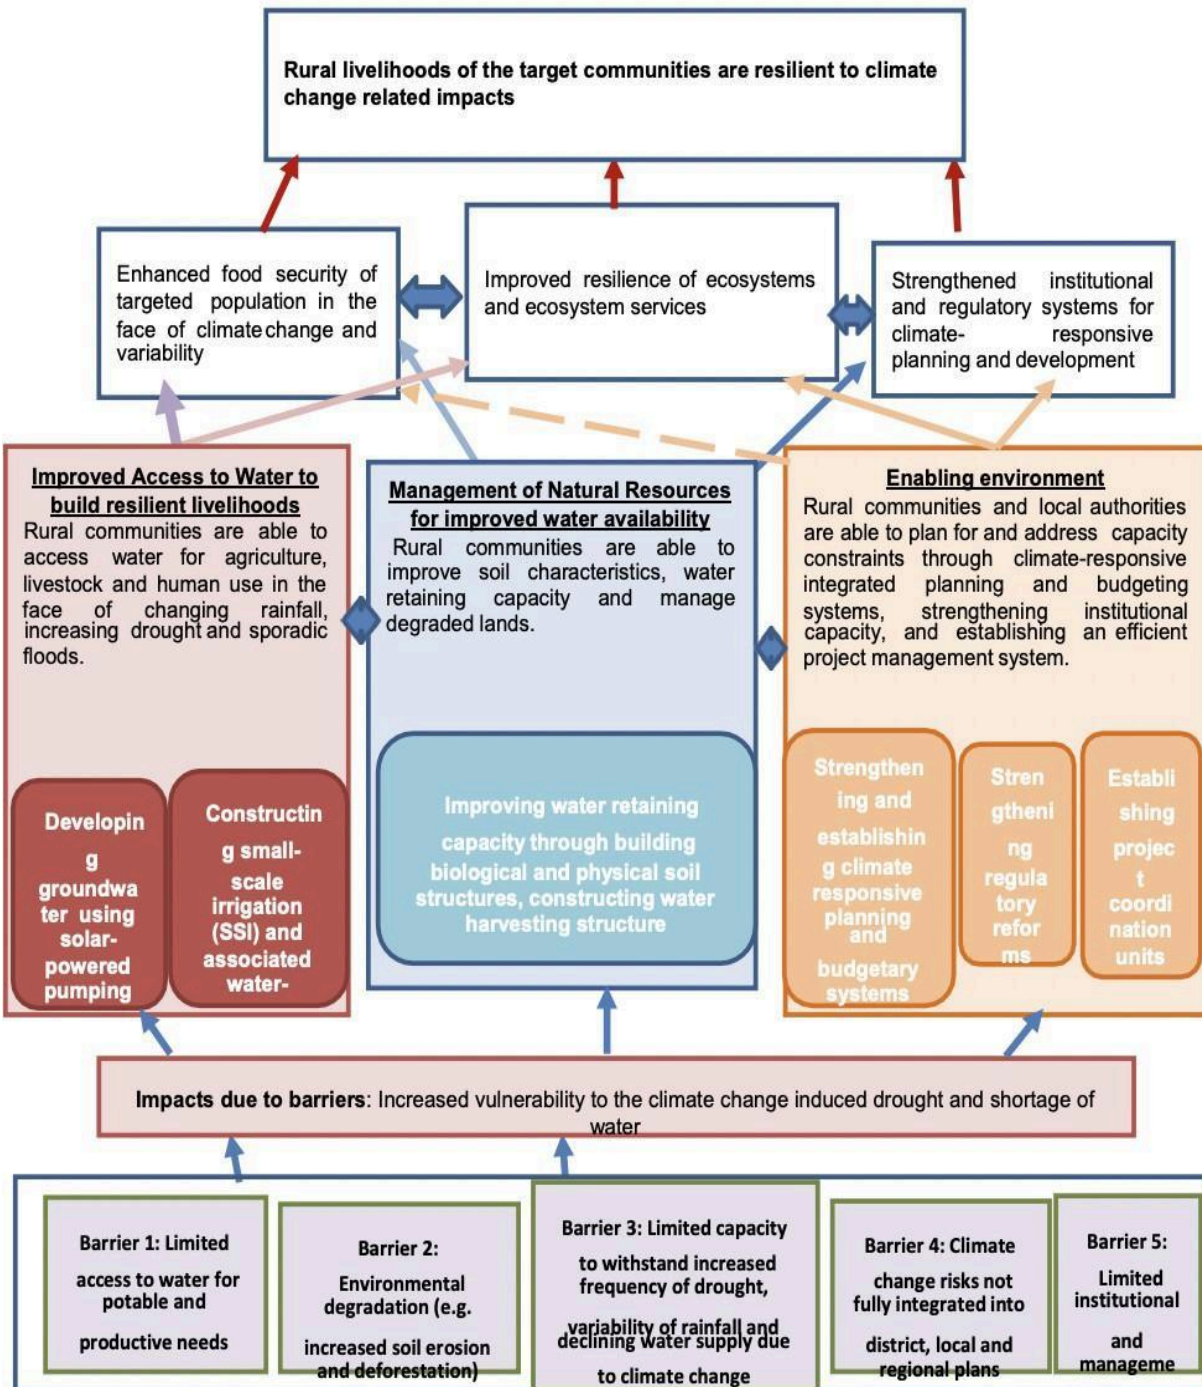 Rural livelihoods of the target communities are resilient to climate
change related impacts
Enhanced food security of
targeted population in the
face of climate change and
variability
Improved resilience of ecosystems
and ecosystem services
Strengthened institutional
and regulatory systems for
climate- responsive
planning and development
Improved Access to Water to
build resilient livelihoods
Rural communities are able to
access water for agriculture,
livestock and human use in the
face of changing rainfall,
increasing drought and sporadic
floods.
Developin
g
groundwa
ter using
solar-
powered
pumping
Constructin
g small-
scale
irrigation
(SSI) and
associated
water-
Management of Natural Resources
for improved water availability
Rural communities are able to
improve soil characteristics, water
retaining capacity and manage
degraded lands.
Improving water retaining
capacity through building
biological and physical soil
structures, constructing water
harvesting structure
Enabling environment
Rural communities and local authorities
are able to plan for and address capacity
constraints through climate-responsive
integrated planning and budgeting
systems, strengthening institutional
capacity, and establishing an efficient
project management system.
Strengthen
ing and
establishin
g climate
responsive
planning
and
budgetary
systems
Stren
gtheni
ng
regula
tory
refor
ms
Establi
shing
projec
t
coordi
nation
units
Impacts due to barriers: Increased vulnerability to the climate change induced drought and shortage of
water
Barrier 1: Limited
access to water for
potable and
productive needs
Barrier 2:
Environmental
degradation (e.g.
increased soil erosion
and deforestation)
Barrier 3: Limited capacity
to withstand increased
frequency of drought,
variability of rainfall and
declining water supply due
to climate change
Barrier 4: Climate
change risks not
fully integrated into
district, local and
regional plans
Barrier 5:
Limited
institutional
and
manageme